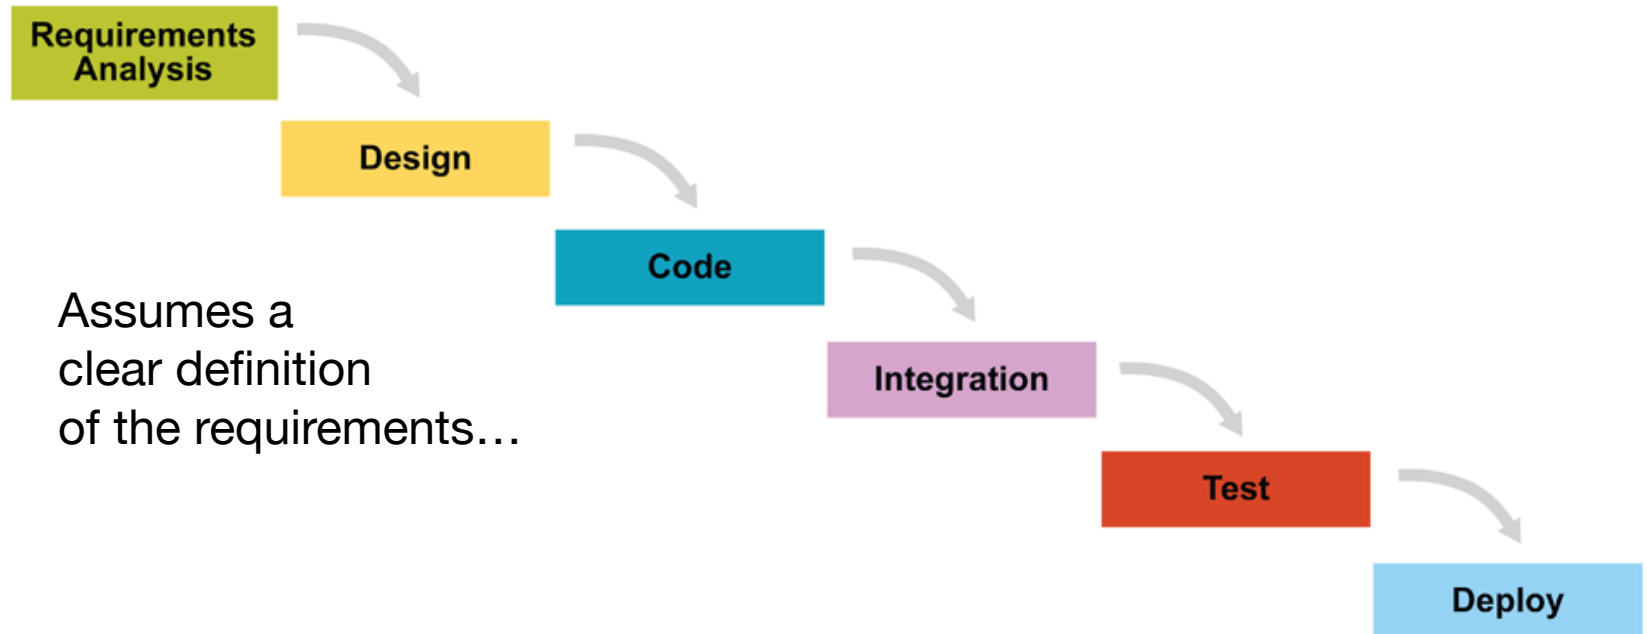 Requirements
Analysis
Design
Code
Assumes a
clear definition
of the requirements…
Integration
Test
Deploy